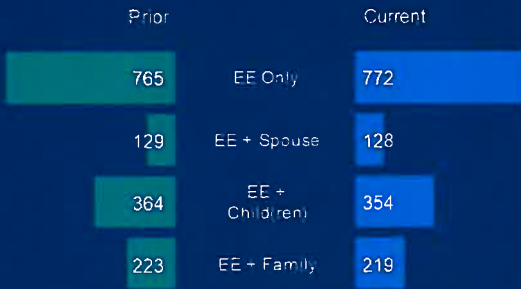 Prior Current
765 EE Only 772
129 EE + Spouse 128
EE +
364 Child(ren) 354
223 EE + Family 219